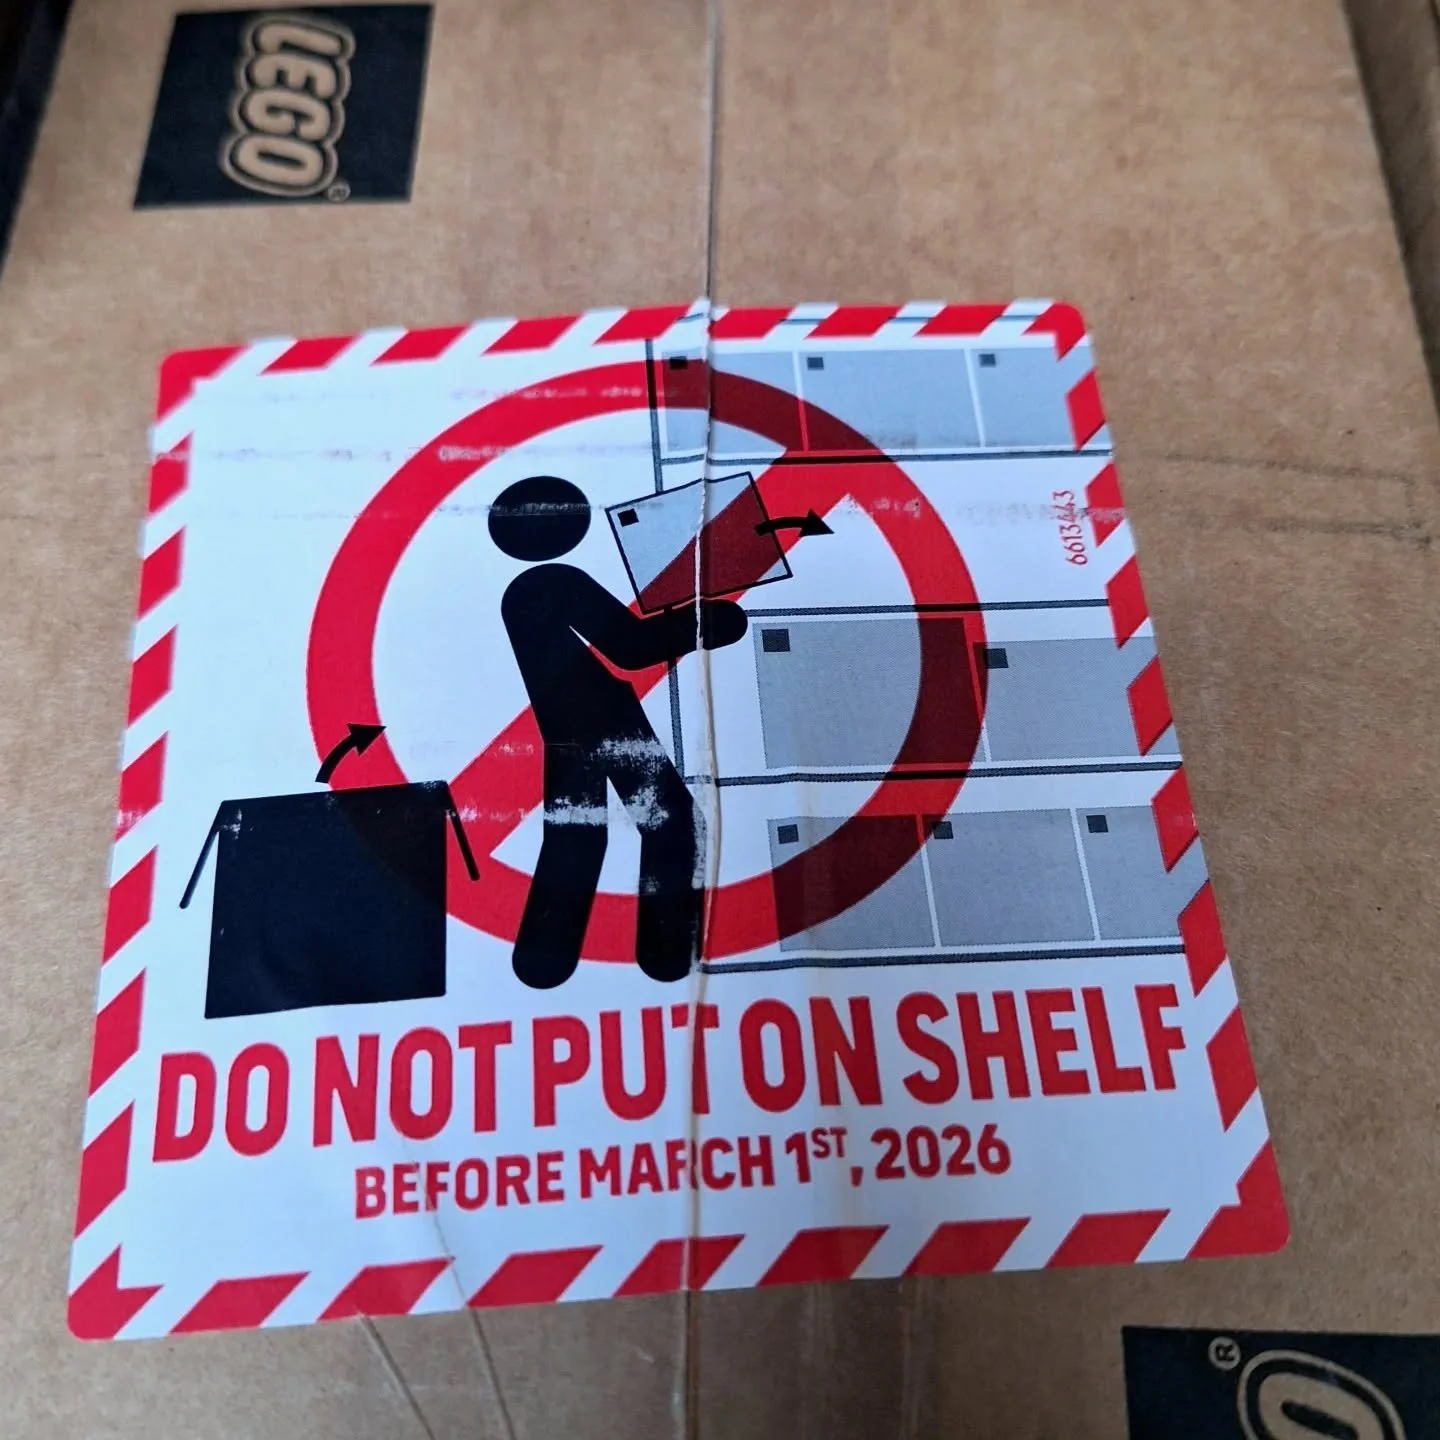 LEGO®
6613443
DO NOT PUT ON SHELF
BEFORE MARCH 1ST, 2026
®